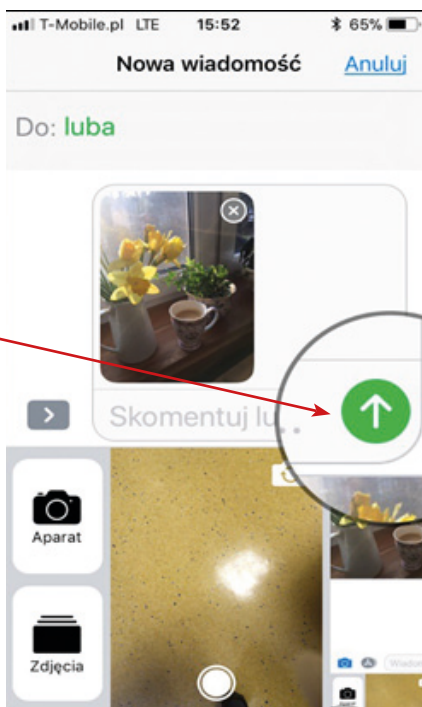 T-Mobile.pl LTE 15:52 65%
Nowa wiadomość Anuluj
Do: luba
Skomentuj lu
Aparat
Zdjęcia